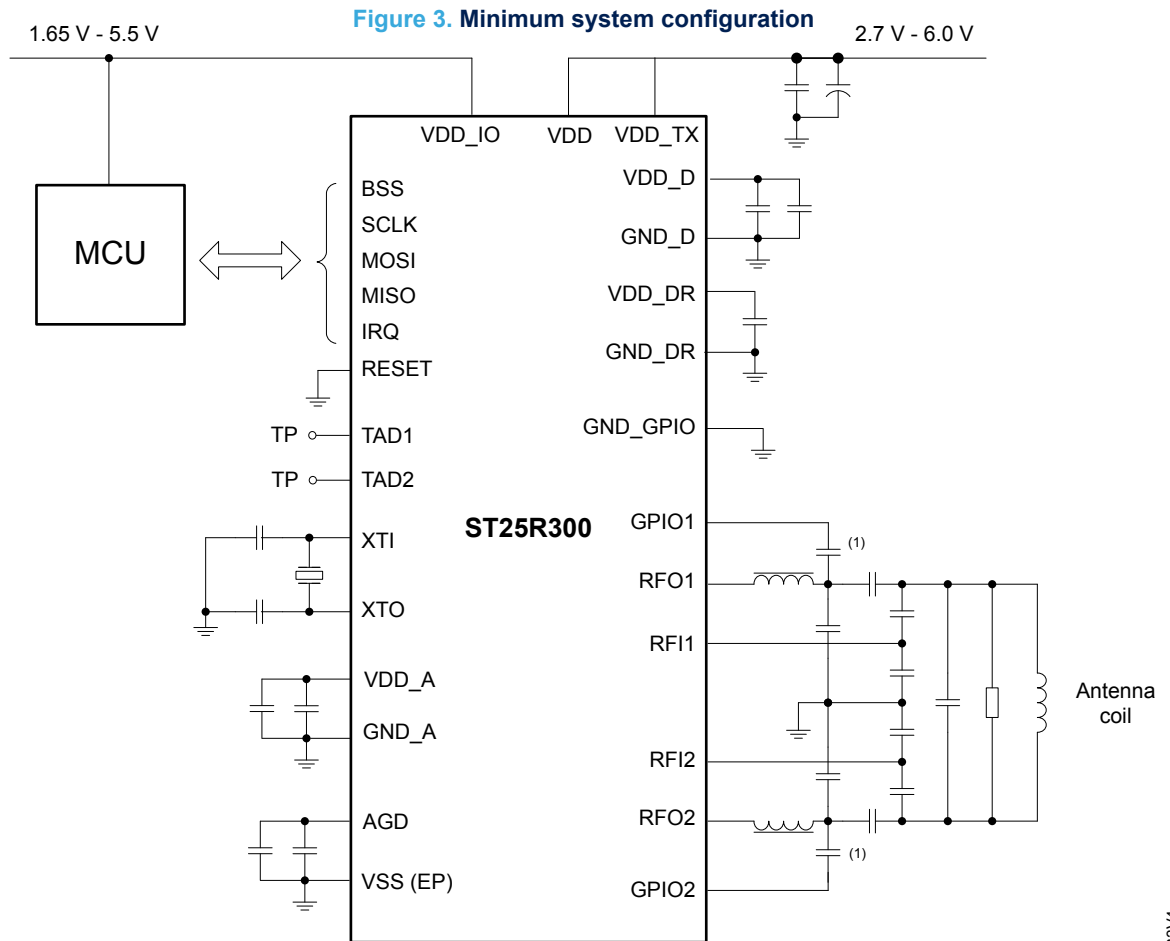 Figure 3. Minimum system configuration
1.65 V - 5.5 V
2.7 V - 6.0 V
VDD_IO
VDD
VDD_TX
MCU
BSS
SCLK
MOSI
MISO
IRQ
RESET
TP
TAD1
TP
TAD2
XTI
XTO
VDD_A
GND_A
AGD
VSS (EP)
ST25R300
VDD_D
GND_D
VDD_DR
GND_DR
GND_GPIO
GPIO1
(1)
RFO1
RFI1
RFI2
RFO2
(1)
GPIO2
Antenna
coil